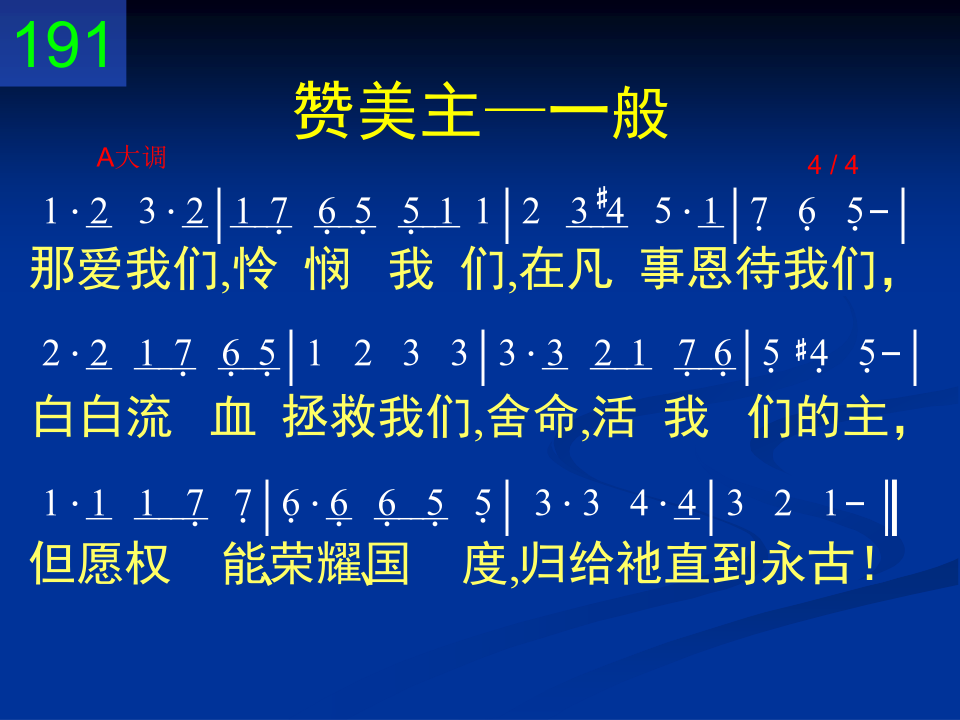 191
赞美主—一般
A大调 4 / 4
1 · 2 3 · 2 | 1 7̣ 6̣ 5̣ 5̣ 1 1 | 2 3 ♯4 5 · 1 | 7̣ 6̣ 5̣ – |
那爱我们,怜 悯 我 们,在凡 事恩待我们，
2 · 2 1 7̣ 6̣ 5̣ | 1 2 3 3 | 3 · 3 2 1 7̣ 6̣ | 5̣ ♯4̣ 5̣ – |
白白流 血 拯救我们,舍命,活 我 们的主，
1 · 1 1 7̣ 7̣ | 6̣ · 6̣ 6̣ 5̣ 5̣ | 3 · 3 4 · 4 | 3 2 1 – ‖
但愿权 能、荣耀、国 度,归给祂直到永古！